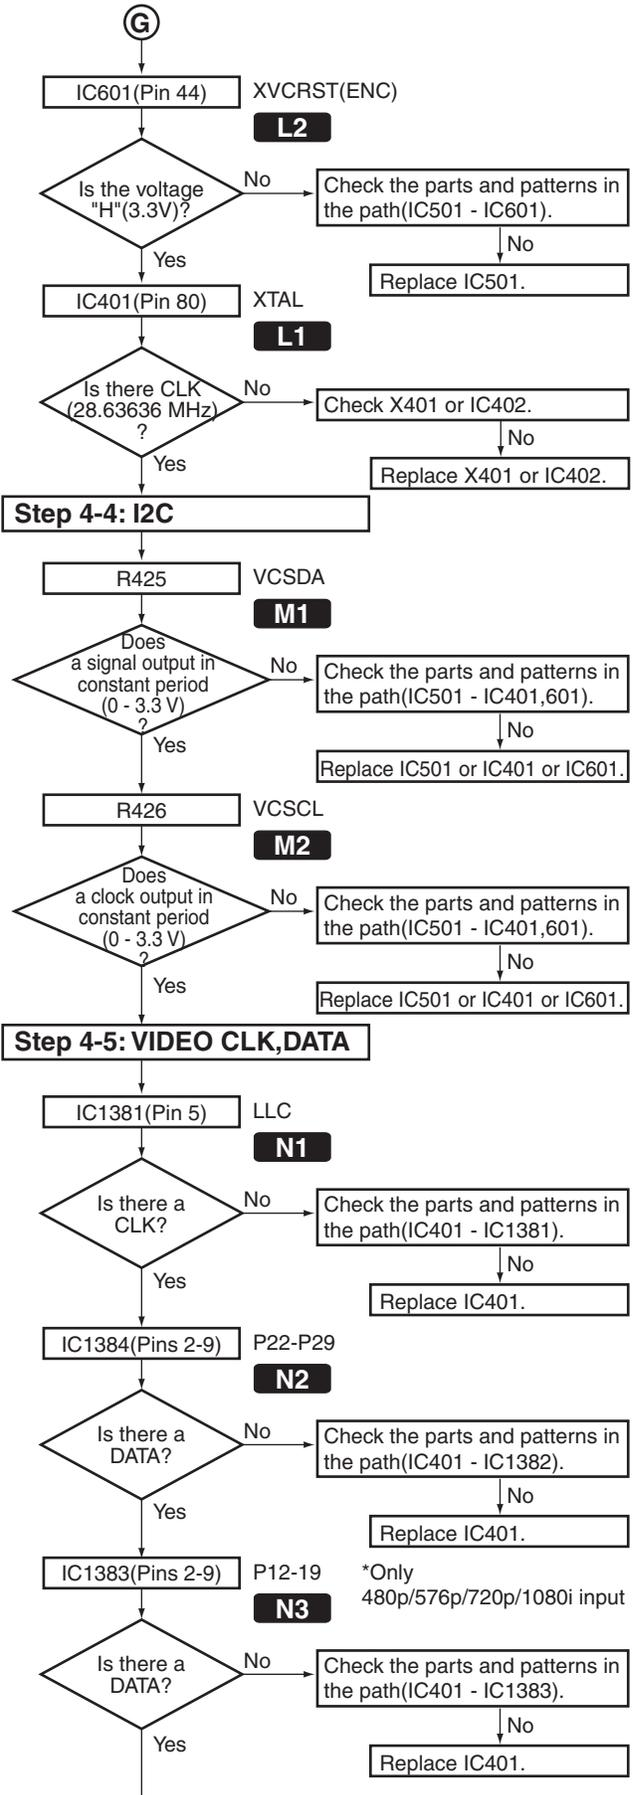 G
IC601(Pin 44)
XVCRST(ENC)
L2
Is the voltage
"H"(3.3V)?
No
Check the parts and patterns in
the path(IC501 - IC601).
No
Replace IC501.
Yes
IC401(Pin 80)
XTAL
L1
Is there CLK
(28.63636 MHz)
?
No
Check X401 or IC402.
No
Replace X401 or IC402.
Yes
Step 4-4: I2C
R425
VCSDA
M1
Does
a signal output in
constant period
(0 - 3.3 V)
?
No
Check the parts and patterns in
the path(IC501 - IC401,601).
No
Replace IC501 or IC401 or IC601.
Yes
R426
VCSCL
M2
Does
a clock output in
constant period
(0 - 3.3 V)
?
No
Check the parts and patterns in
the path(IC501 - IC401,601).
No
Replace IC501 or IC401 or IC601.
Yes
Step 4-5: VIDEO CLK,DATA
IC1381(Pin 5)
LLC
N1
Is there a
CLK?
No
Check the parts and patterns in
the path(IC401 - IC1381).
No
Replace IC401.
Yes
IC1384(Pins 2-9)
P22-P29
N2
Is there a
DATA?
No
Check the parts and patterns in
the path(IC401 - IC1382).
No
Replace IC401.
Yes
IC1383(Pins 2-9)
P12-19
*Only
480p/576p/720p/1080i input
N3
Is there a
DATA?
No
Check the parts and patterns in
the path(IC401 - IC1383).
No
Replace IC401.
Yes